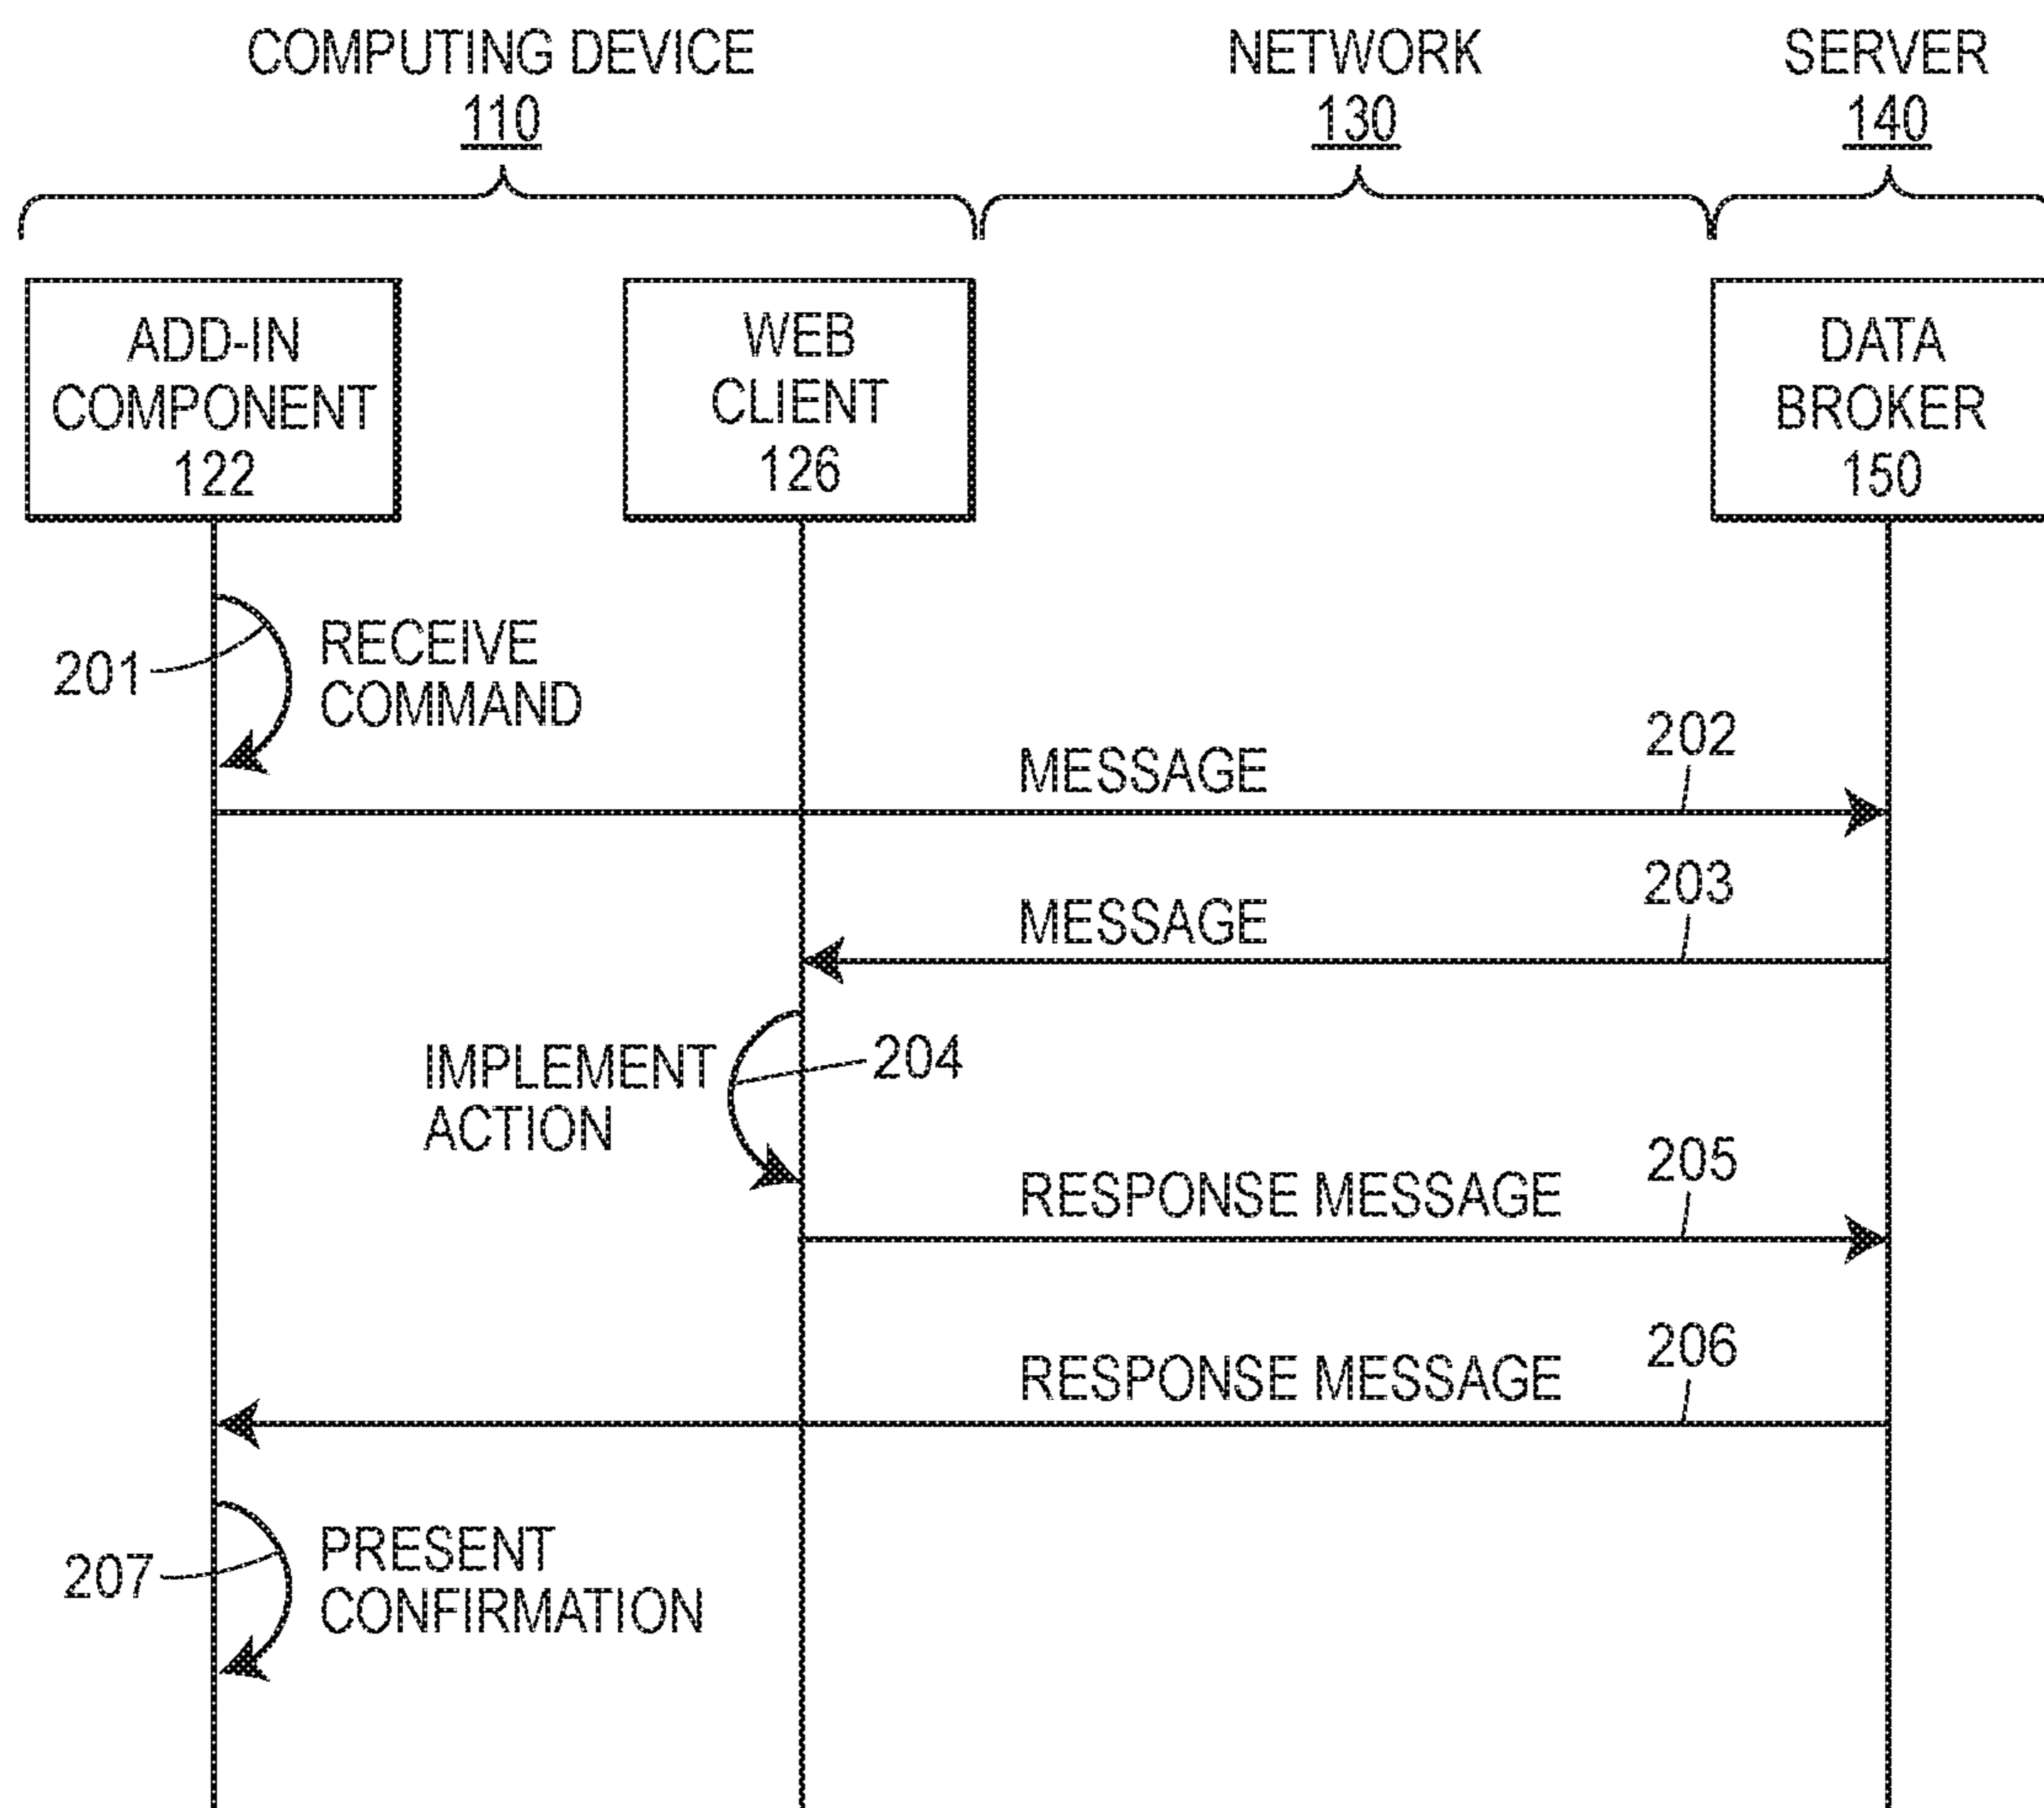 COMPUTING DEVICE
110
NETWORK
130
SERVER
140
ADD-IN
COMPONENT
122
WEB
CLIENT
126
DATA
BROKER
150
201
RECEIVE
COMMAND
MESSAGE
202
MESSAGE
203
IMPLEMENT
ACTION
204
RESPONSE MESSAGE
205
RESPONSE MESSAGE
206
207
PRESENT
CONFIRMATION